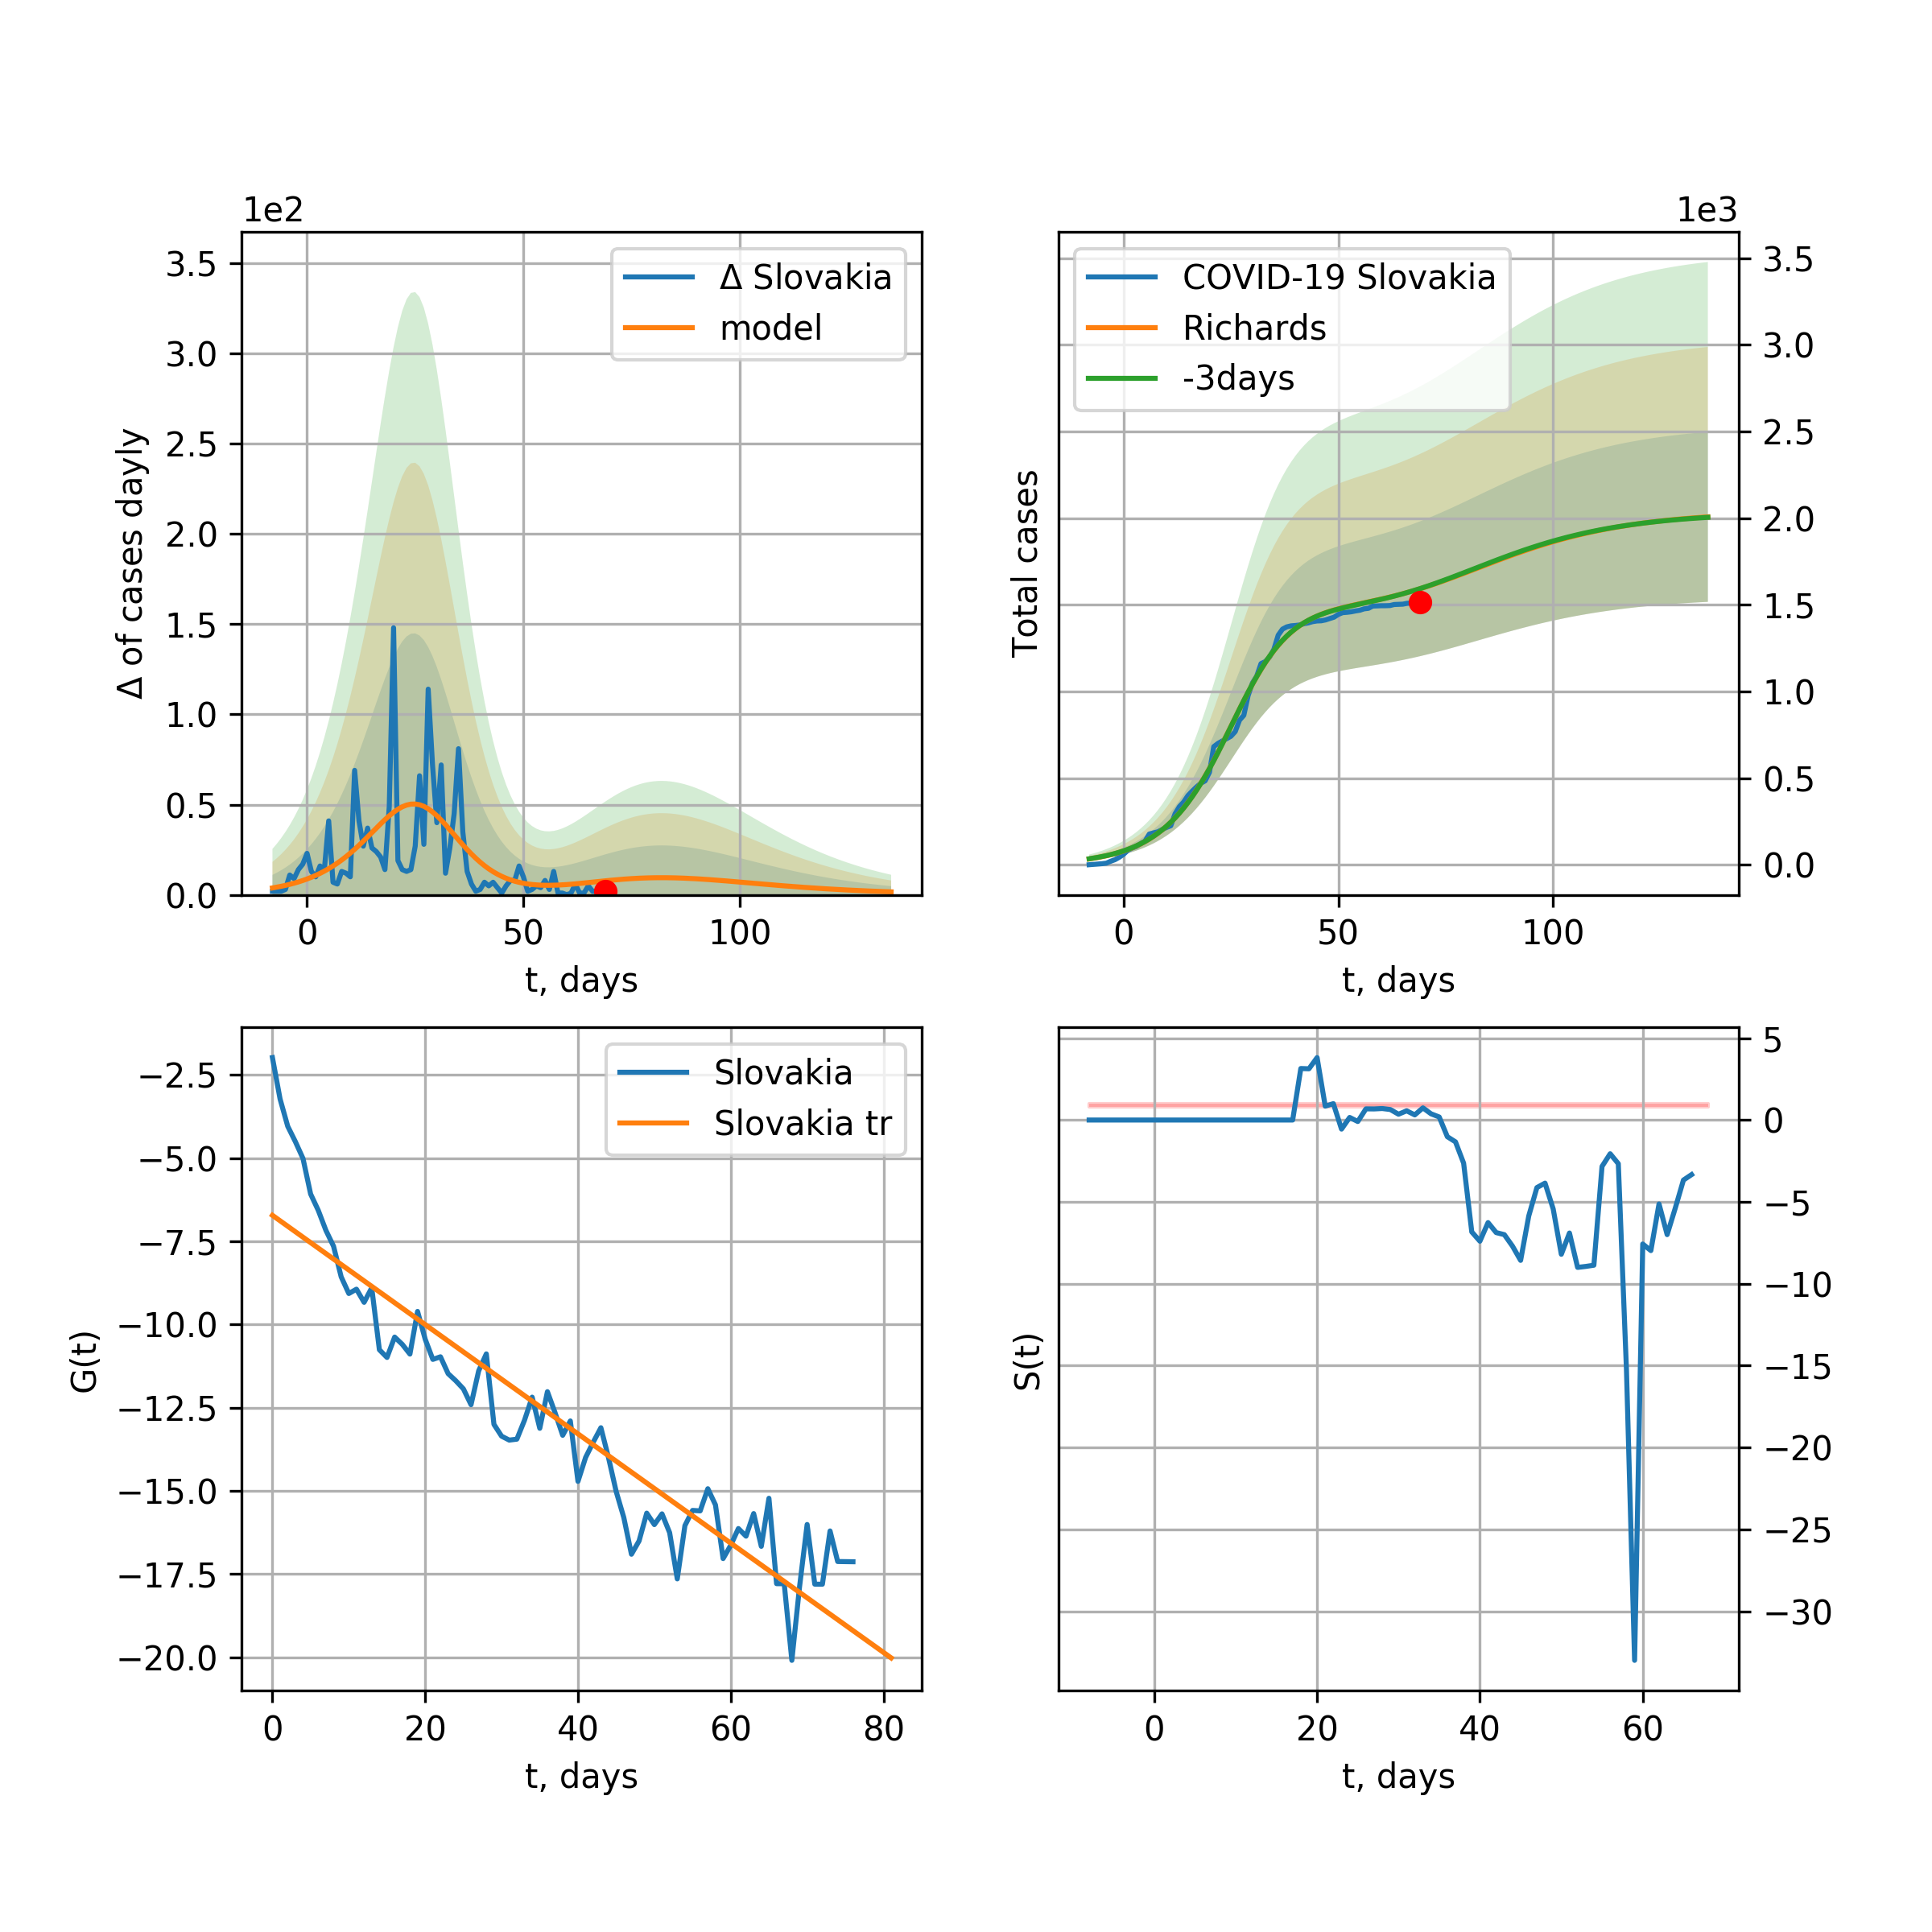 1e2
3.5
3.0
2.5
2.0
1.5
1.0
0.5
0.0
Δ of cases dayly
Δ Slovakia
model
0 50 100
t, days
1e3
3.5
3.0
2.5
2.0
1.5
1.0
0.5
0.0
Total cases
COVID-19 Slovakia
Richards
-3days
0 50 100
t, days
−2.5
−5.0
−7.5
−10.0
−12.5
−15.0
−17.5
−20.0
G(t)
Slovakia
Slovakia tr
0 20 40 60 80
t, days
5
0
−5
−10
−15
−20
−25
−30
S(t)
0 20 40 60
t, days